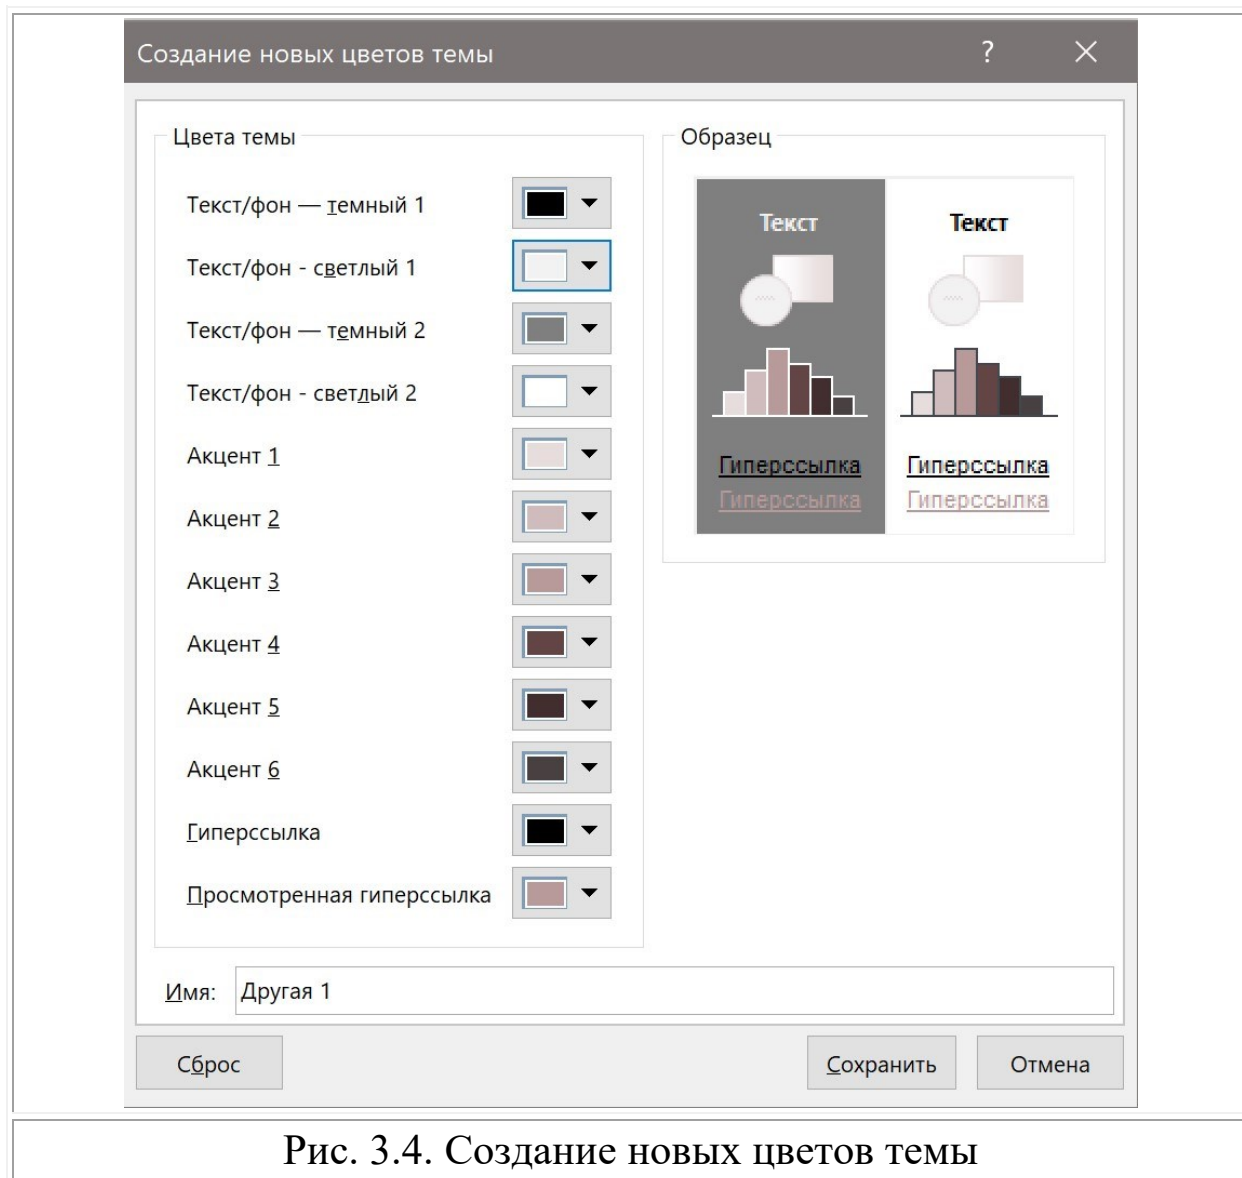 Создание новых цветов темы ?
Цвета темы
Текст/фон — темный 1
Текст/фон - светлый 1
Текст/фон — темный 2
Текст/фон - светлый 2
Акцент 1
Акцент 2
Акцент 3
Акцент 4
Акцент 5
Акцент 6
Гиперссылка
Просмотренная гиперссылка
Образец
Текст Текст
Гиперссылка Гиперссылка
Гиперссылка Гиперссылка
Имя: Другая 1
Сброс Сохранить Отмена
Рис. 3.4. Создание новых цветов темы